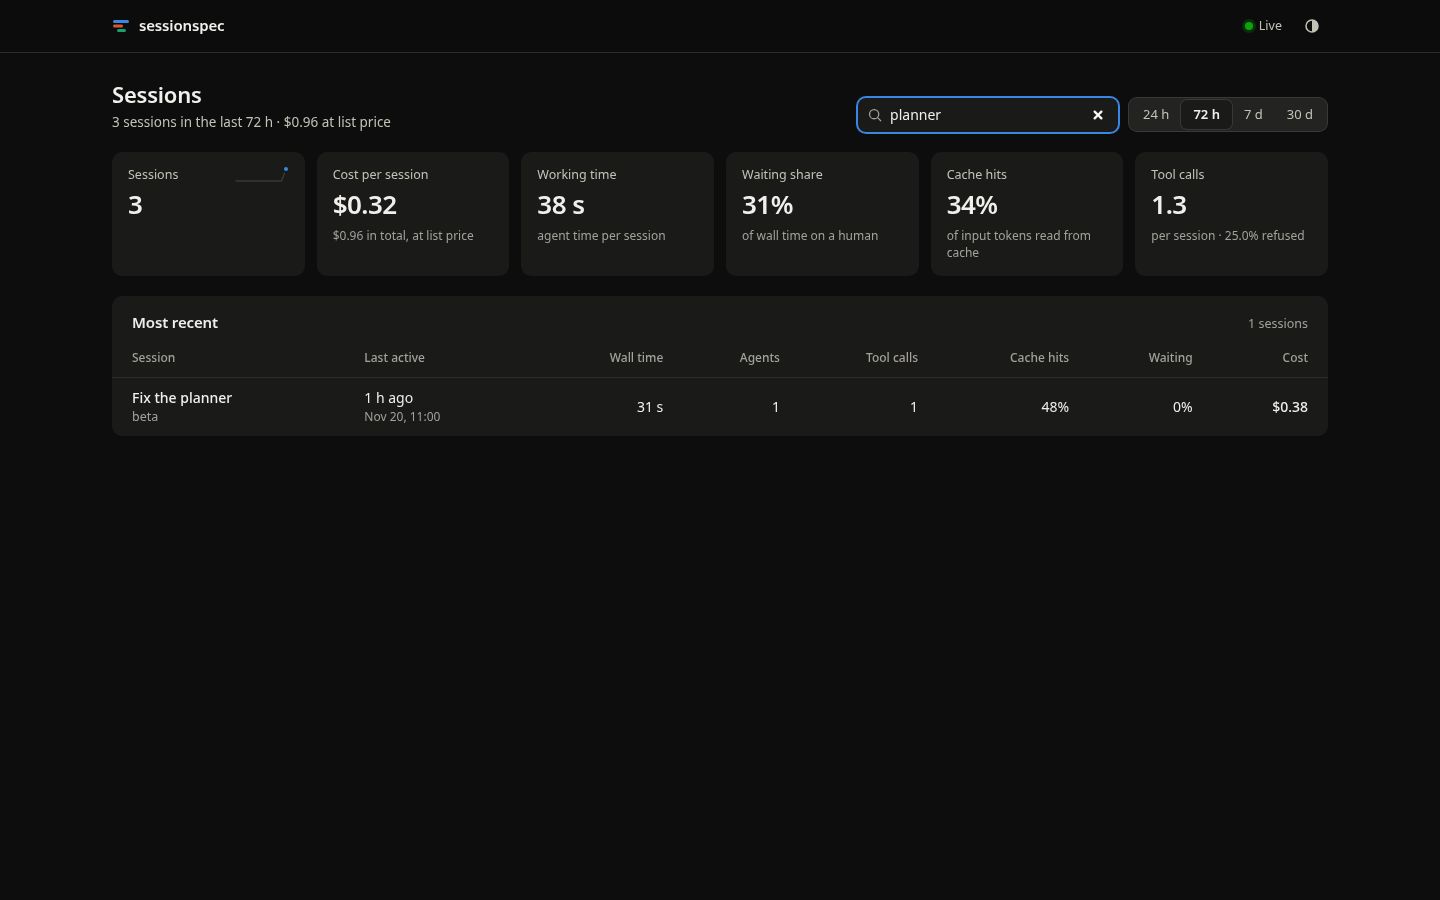 sessionspec
Live
Sessions
3 sessions in the last 72 h · $0.96 at list price
planner
24 h
72 h
7 d
30 d
Sessions
3
Cost per session
$0.32
$0.96 in total, at list price
Working time
38 s
agent time per session
Waiting share
31%
of wall time on a human
Cache hits
34%
of input tokens read from
cache
Tool calls
1.3
per session · 25.0% refused
Most recent
1 sessions
Session Last active Wall time Agents Tool calls Cache hits Waiting Cost
Fix the planner 1 h ago 31 s 1 1 48% 0% $0.38
beta Nov 20, 11:00